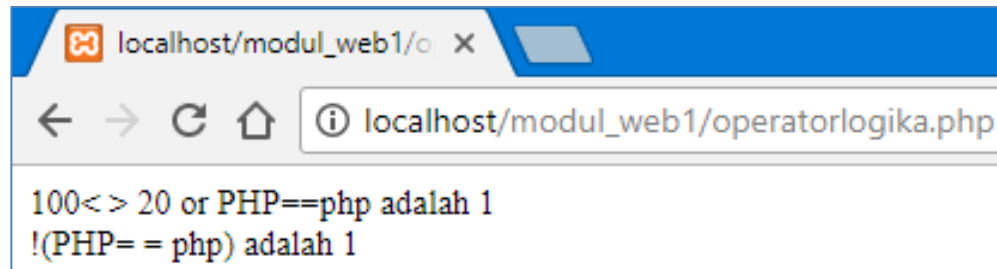 localhost/modul_web1/o
localhost/modul_web1/operatorlogika.php
100< > 20 or PHP==php adalah 1
!(PHP= = php) adalah 1